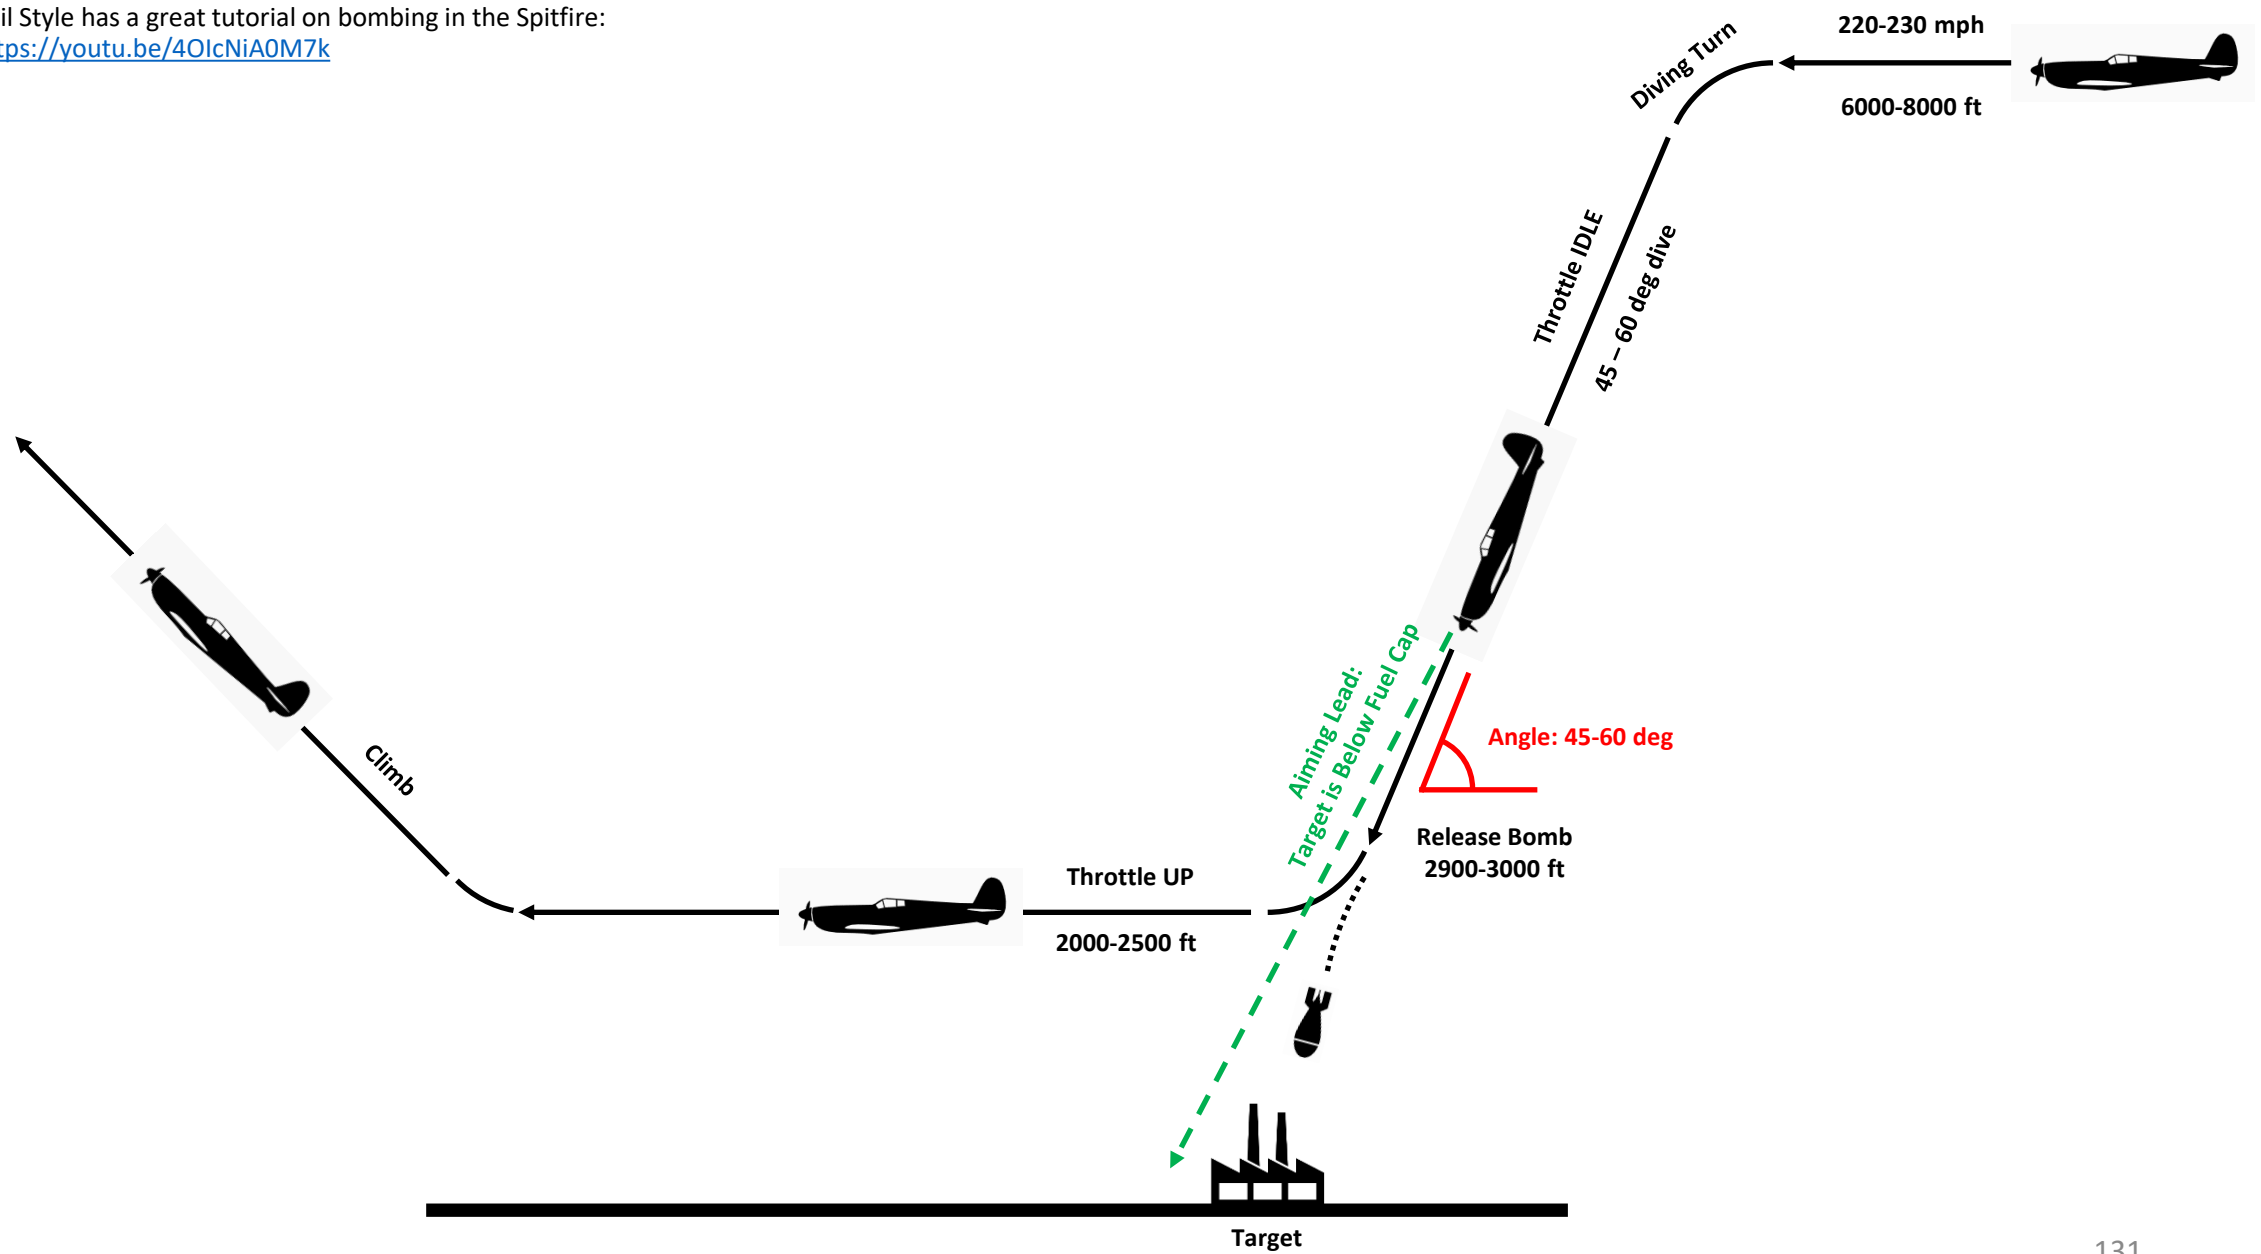 il Style has a great tutorial on bombing in the Spitfire:
tps://youtu.be/4OIcNiA0M7k
220-230 mph
6000-8000 ft
Diving Turn
Throttle IDLE
45 – 60 deg dive
Aiming Lead:
Target is Below Fuel Cap
Angle: 45-60 deg
Release Bomb
2900-3000 ft
Throttle UP
2000-2500 ft
Climb
Target
131